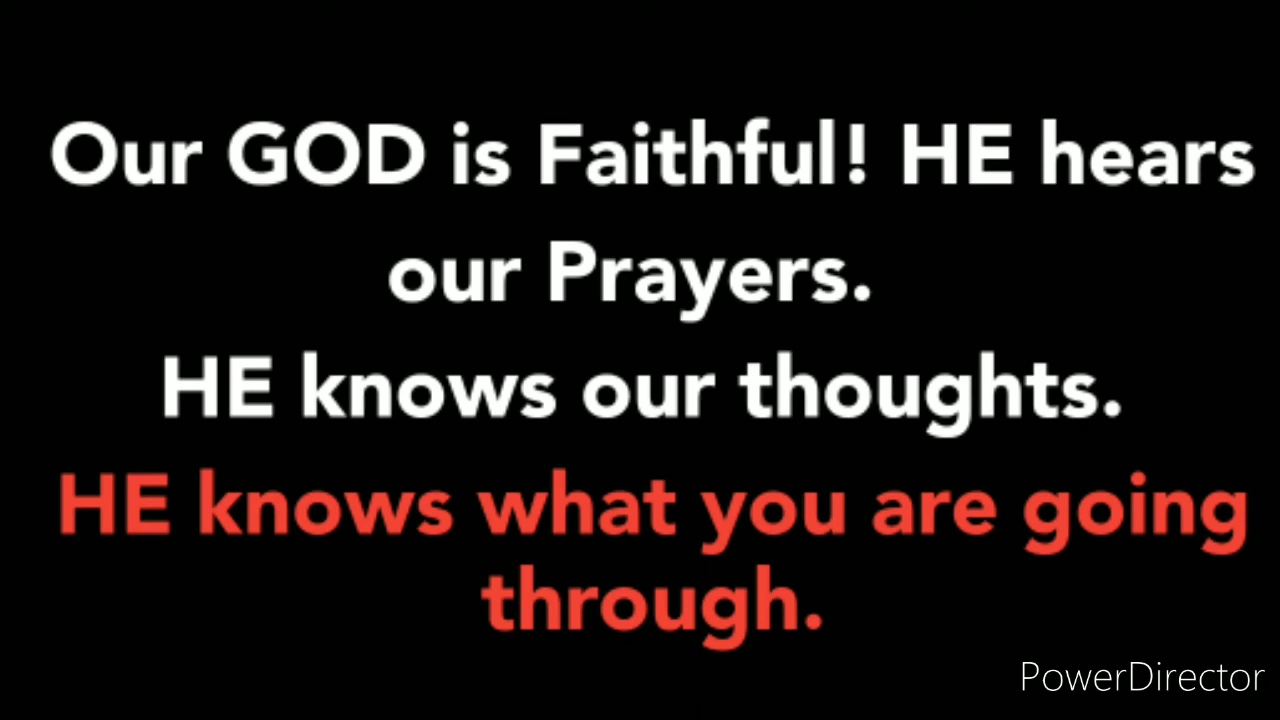 Our GOD is Faithful! HE hears
our Prayers.
HE knows our thoughts.
HE knows what you are going
through.
PowerDirector